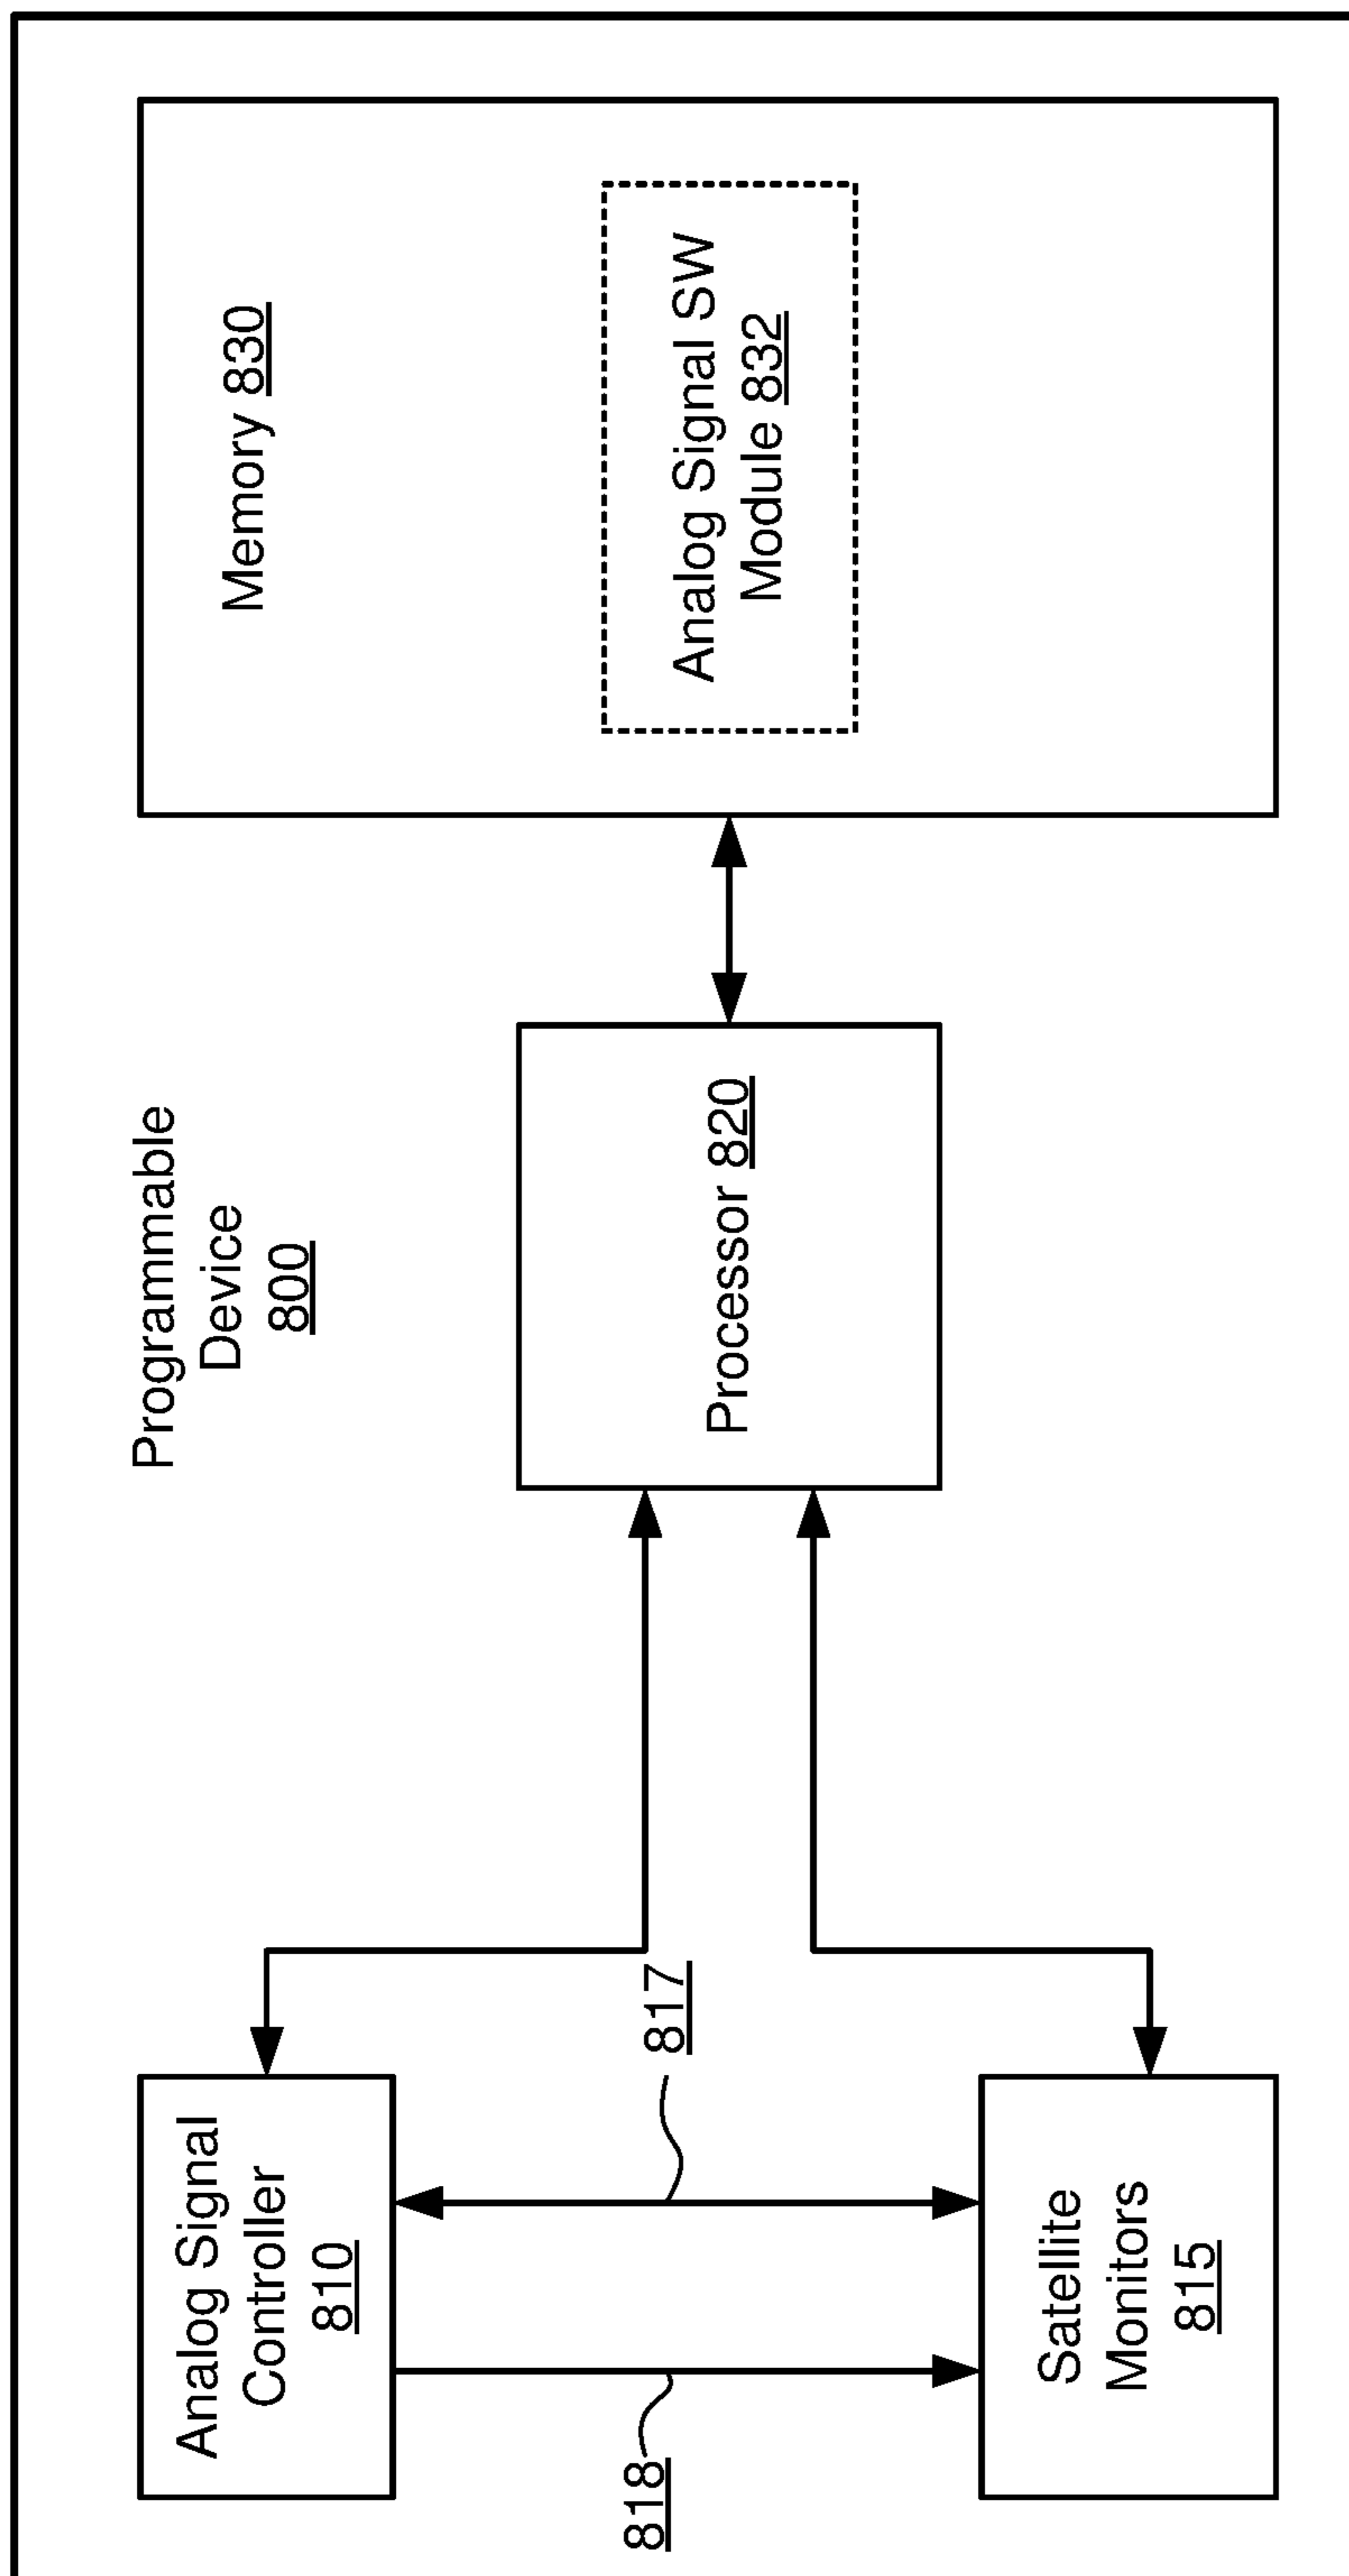 Programmable
Device
800
Analog Signal
Controller
810
818
817
Satellite
Monitors
815
Processor 820
Memory 830
Analog Signal SW
Module 832